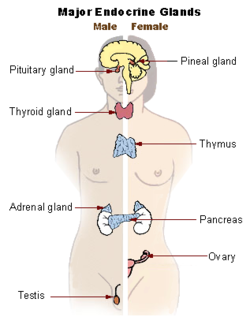 Major Endocrine Glands
Male Female
Pituitary gland
Pineal gland
Thyroid gland
Thymus
Adrenal gland
Pancreas
Ovary
Testis